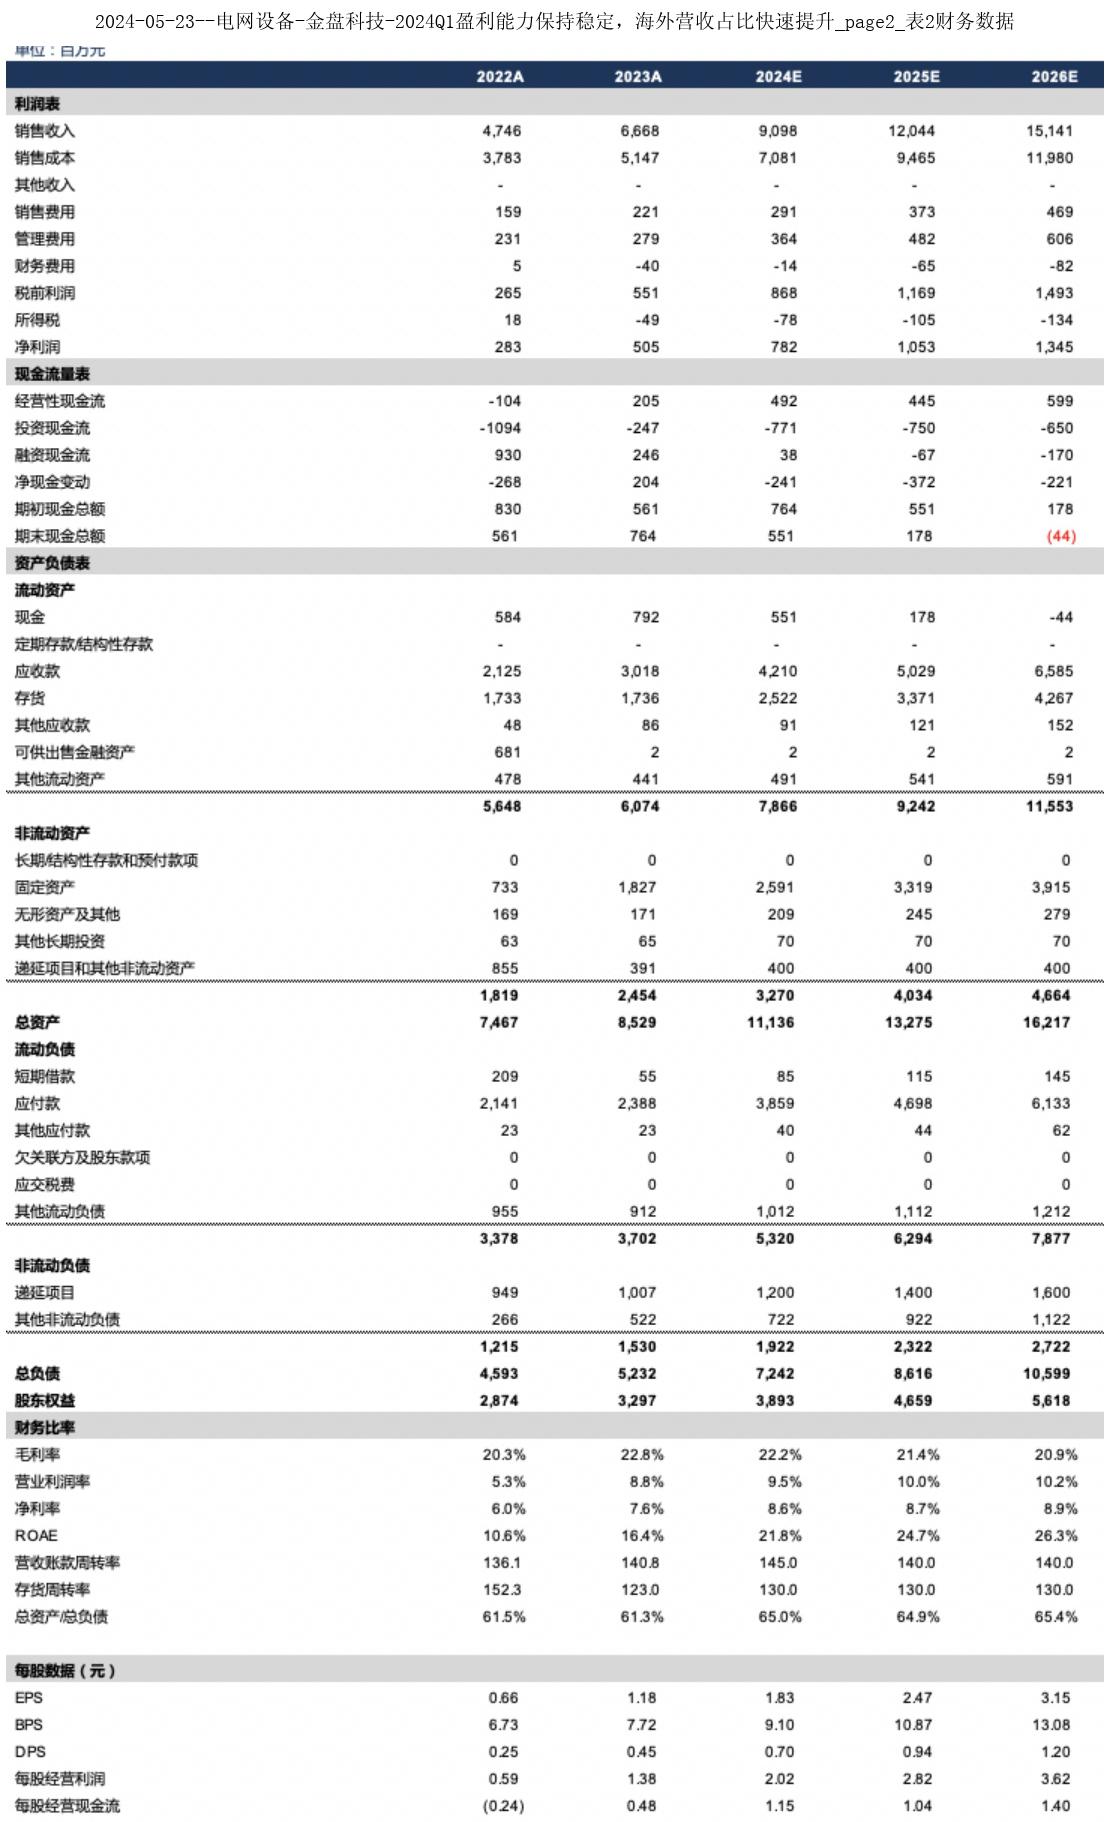 2024-05-23--电网设备-金盘科技-2024Q1盈利能力保持稳定，海外营收占比快速提升_page2_表2财务数据
单位：百万元
2022A 2023A 2024E 2025E 2026E
利润表
销售收入 4,746 6,668 9,098 12,044 15,141
销售成本 3,783 5,147 7,081 9,465 11,980
其他收入 - - - - -
销售费用 159 221 291 373 469
管理费用 231 279 364 482 606
财务费用 5 -40 -14 -65 -82
税前利润 265 551 868 1,169 1,493
所得税 18 -49 -78 -105 -134
净利润 283 505 782 1,053 1,345
现金流量表
经营性现金流 -104 205 492 445 599
投资现金流 -1094 -247 -771 -750 -650
融资现金流 930 246 38 -67 -170
净现金变动 -268 204 -241 -372 -221
期初现金总额 830 561 764 551 178
期末现金总额 561 764 551 178 (44)
资产负债表
流动资产
现金 584 792 551 178 -44
定期存款/结构性存款 - - - - -
应收款 2,125 3,018 4,210 5,029 6,585
存货 1,733 1,736 2,522 3,371 4,267
其他应收款 48 86 91 121 152
可供出售金融资产 681 2 2 2 2
其他流动资产 478 441 491 541 591
5,648 6,074 7,866 9,242 11,553
非流动资产
长期/结构性存款和预付款项 0 0 0 0 0
固定资产 733 1,827 2,591 3,319 3,915
无形资产及其他 169 171 209 245 279
其他长期投资 63 65 70 70 70
递延项目和其他非流动资产 855 391 400 400 400
1,819 2,454 3,270 4,034 4,664
总资产 7,467 8,529 11,136 13,275 16,217
流动负债
短期借款 209 55 85 115 145
应付款 2,141 2,388 3,859 4,698 6,133
其他应付款 23 23 40 44 62
欠关联方及股东款项 0 0 0 0 0
应交税费 0 0 0 0 0
其他流动负债 955 912 1,012 1,112 1,212
3,378 3,702 5,320 6,294 7,877
非流动负债
递延项目 949 1,007 1,200 1,400 1,600
其他非流动负债 266 522 722 922 1,122
1,215 1,530 1,922 2,322 2,722
总负债 4,593 5,232 7,242 8,616 10,599
股东权益 2,874 3,297 3,893 4,659 5,618
财务比率
毛利率 20.3% 22.8% 22.2% 21.4% 20.9%
营业利润率 5.3% 8.8% 9.5% 10.0% 10.2%
净利率 6.0% 7.6% 8.6% 8.7% 8.9%
ROAE 10.6% 16.4% 21.8% 24.7% 26.3%
营收账款周转率 136.1 140.8 145.0 140.0 140.0
存货周转率 152.3 123.0 130.0 130.0 130.0
总资产/总负债 61.5% 61.3% 65.0% 64.9% 65.4%
每股数据（元）
EPS 0.66 1.18 1.83 2.47 3.15
BPS 6.73 7.72 9.10 10.87 13.08
DPS 0.25 0.45 0.70 0.94 1.20
每股经营利润 0.59 1.38 2.02 2.82 3.62
每股经营现金流 (0.24) 0.48 1.15 1.04 1.40